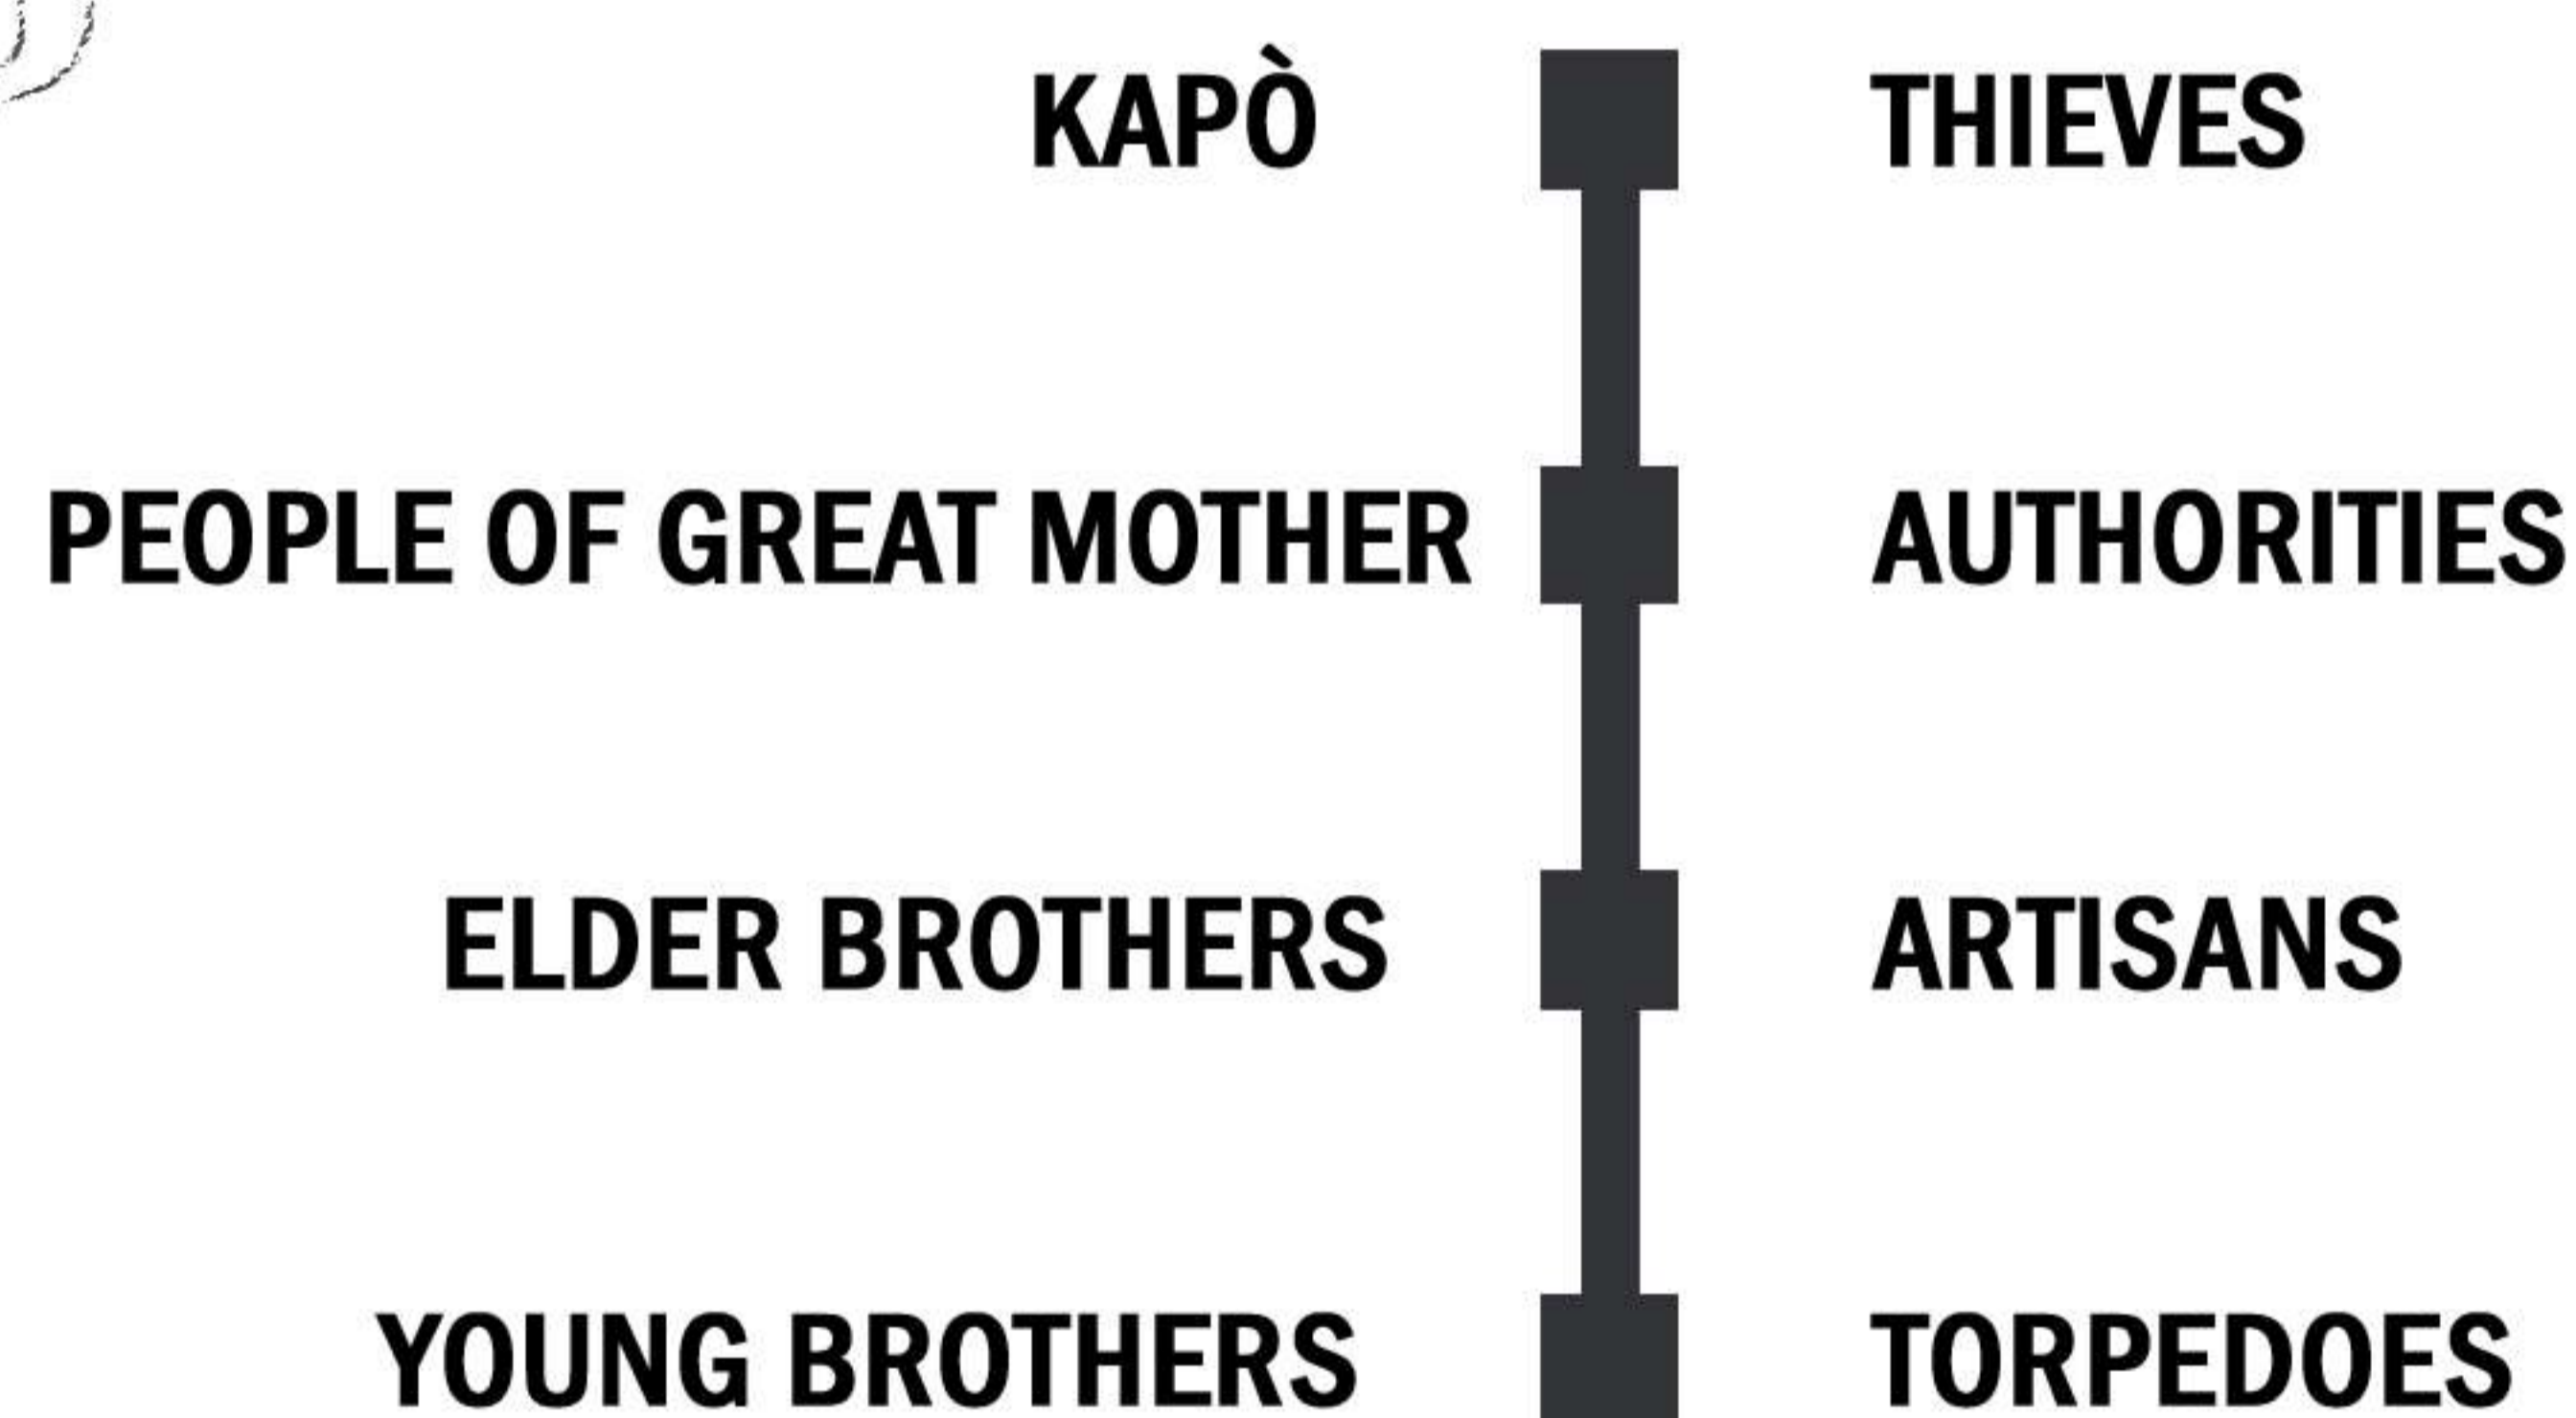 KAPÒ THIEVES
PEOPLE OF GREAT MOTHER AUTHORITIES
ELDER BROTHERS ARTISANS
YOUNG BROTHERS TORPEDOES